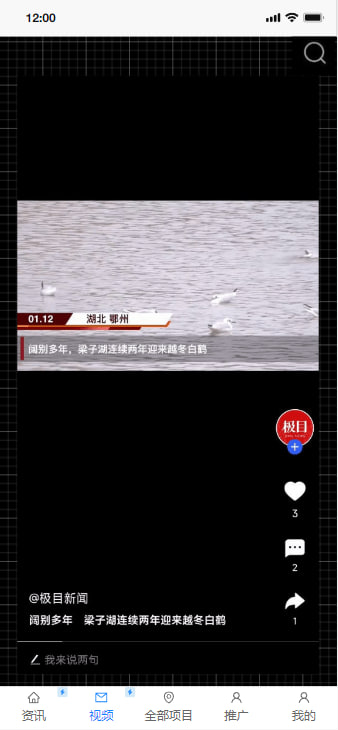 12:00
01.12 湖北 鄂州
阔别多年，梁子湖连续两年迎来越冬白鹤
极目
3
2
1
@极目新闻
阔别多年 梁子湖连续两年迎来越冬白鹤
我来说两句
资讯 视频 全部项目 推广 我的